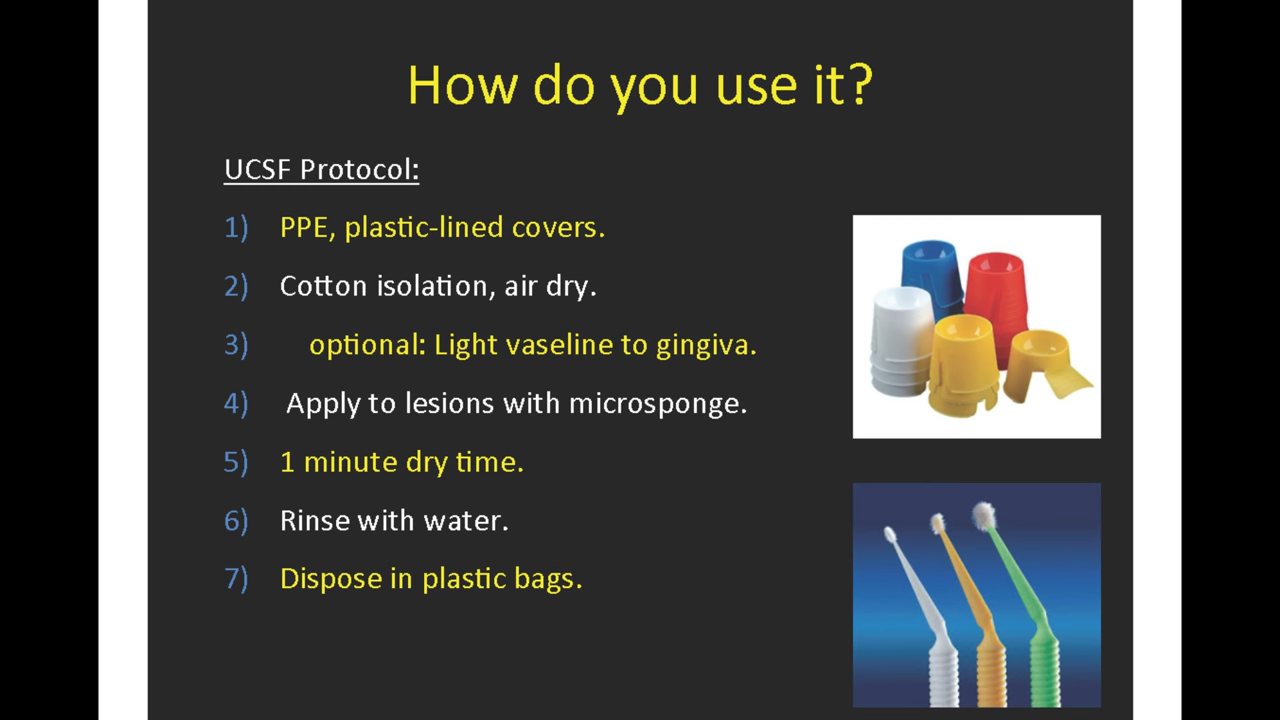 How do you use it?
UCSF Protocol:
1) PPE, plastic-lined covers.
2) Cotton isolation, air dry.
3) optional: Light vaseline to gingiva.
4) Apply to lesions with microsponge.
5) 1 minute dry time.
6) Rinse with water.
7) Dispose in plastic bags.